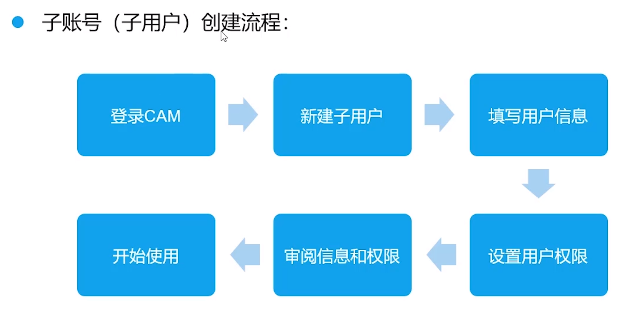 子账号（子用户）创建流程：
登录CAM
新建子用户
填写用户信息
设置用户权限
审阅信息和权限
开始使用